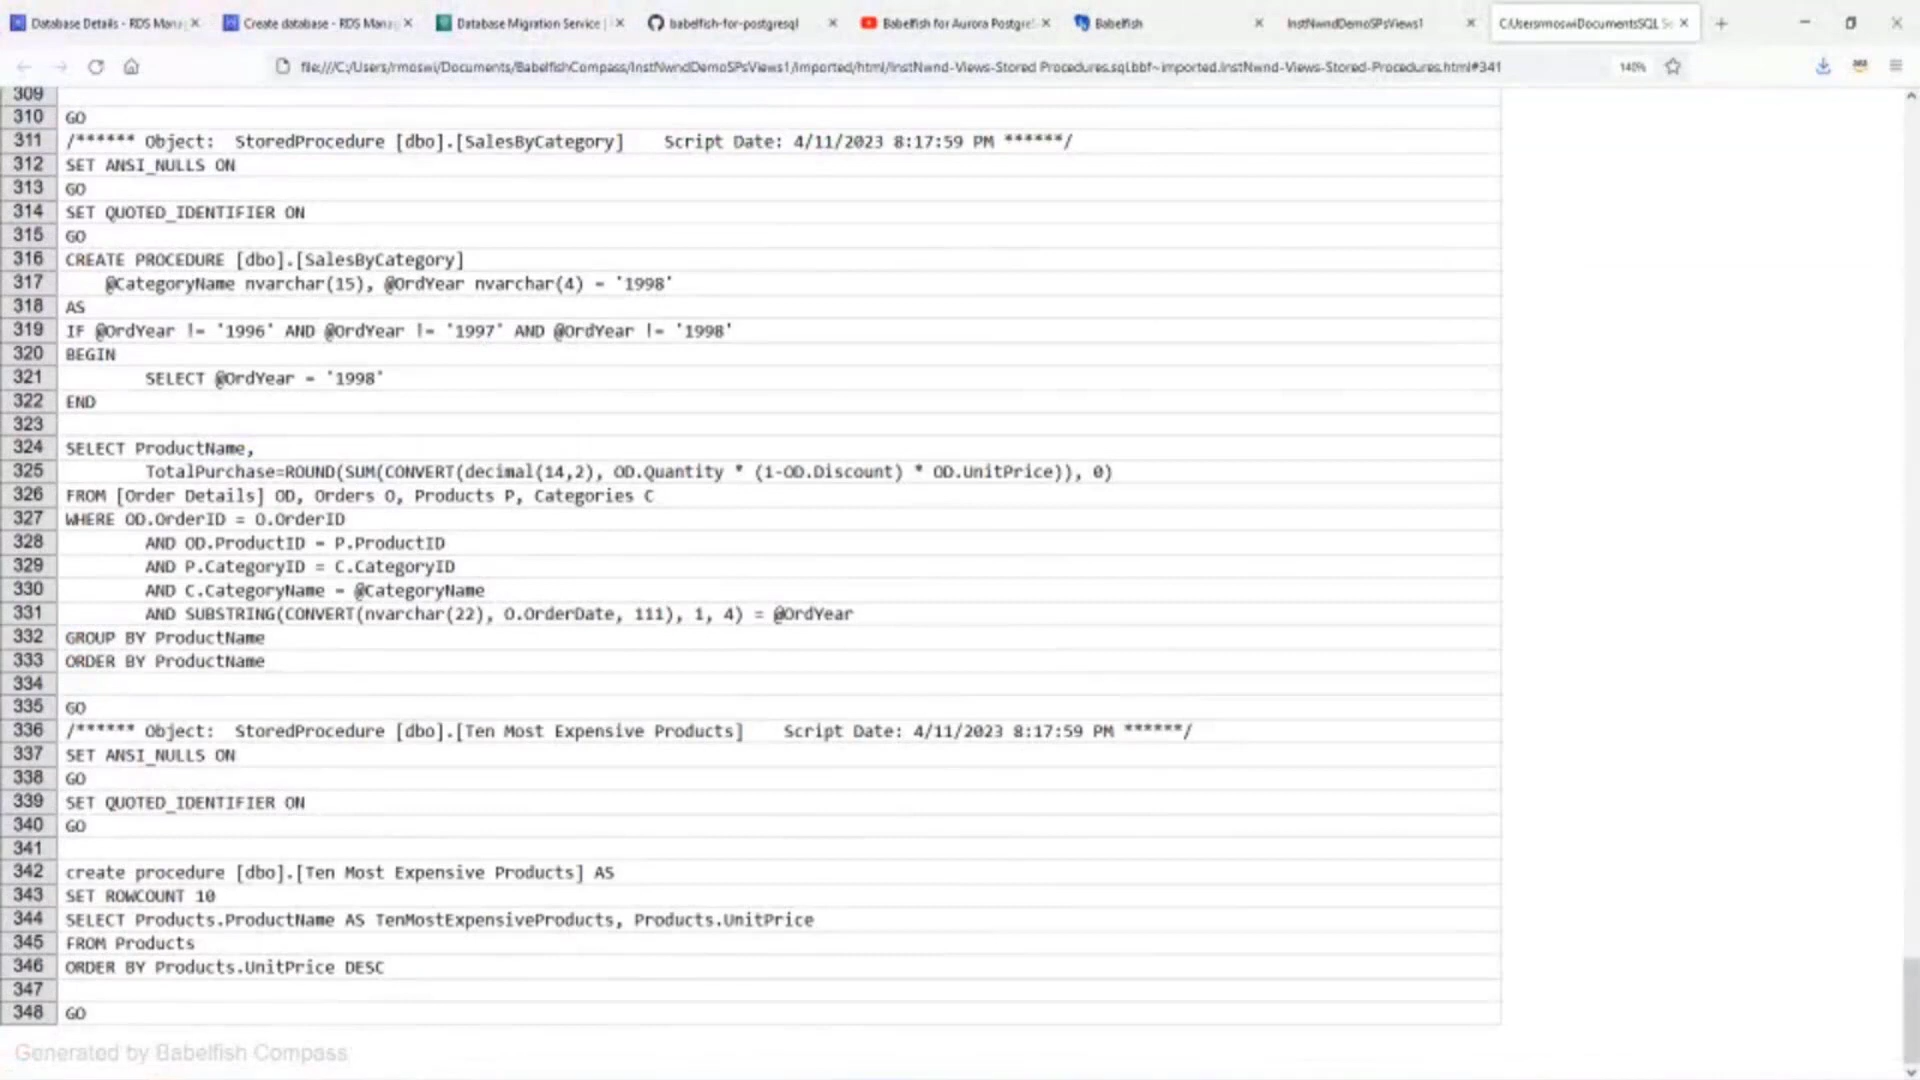 Database Details - RDS Mana
Create database - RDS Mana
Database Migration Service |
babelfish-for-postgresql
Babelfish for Aurora Postgre
Babelfish
InstNwndDemoSPsViews1
C:\Users\rmoswi\Documents\SQL Se
file:///C:/Users/rmoswi/Documents/BabelfishCompass/InstNwndDemoSPsViews1/imported/html/InstNwnd-Views-Stored Procedures.sql.bbf~imported.InstNwnd-Views-Stored-Procedures.html#341
140%
309
310 GO
311 /****** Object:  StoredProcedure [dbo].[SalesByCategory]    Script Date: 4/11/2023 8:17:59 PM ******/
312 SET ANSI_NULLS ON
313 GO
314 SET QUOTED_IDENTIFIER ON
315 GO
316 CREATE PROCEDURE [dbo].[SalesByCategory]
317     @CategoryName nvarchar(15), @OrdYear nvarchar(4) = '1998'
318 AS
319 IF @OrdYear != '1996' AND @OrdYear != '1997' AND @OrdYear != '1998'
320 BEGIN
321         SELECT @OrdYear = '1998'
322 END
323
324 SELECT ProductName,
325         TotalPurchase=ROUND(SUM(CONVERT(decimal(14,2), OD.Quantity * (1-OD.Discount) * OD.UnitPrice)), 0)
326 FROM [Order Details] OD, Orders O, Products P, Categories C
327 WHERE OD.OrderID = O.OrderID
328         AND OD.ProductID = P.ProductID
329         AND P.CategoryID = C.CategoryID
330         AND C.CategoryName = @CategoryName
331         AND SUBSTRING(CONVERT(nvarchar(22), O.OrderDate, 111), 1, 4) = @OrdYear
332 GROUP BY ProductName
333 ORDER BY ProductName
334
335 GO
336 /****** Object:  StoredProcedure [dbo].[Ten Most Expensive Products]    Script Date: 4/11/2023 8:17:59 PM ******/
337 SET ANSI_NULLS ON
338 GO
339 SET QUOTED_IDENTIFIER ON
340 GO
341
342 create procedure [dbo].[Ten Most Expensive Products] AS
343 SET ROWCOUNT 10
344 SELECT Products.ProductName AS TenMostExpensiveProducts, Products.UnitPrice
345 FROM Products
346 ORDER BY Products.UnitPrice DESC
347
348 GO
Generated by Babelfish Compass